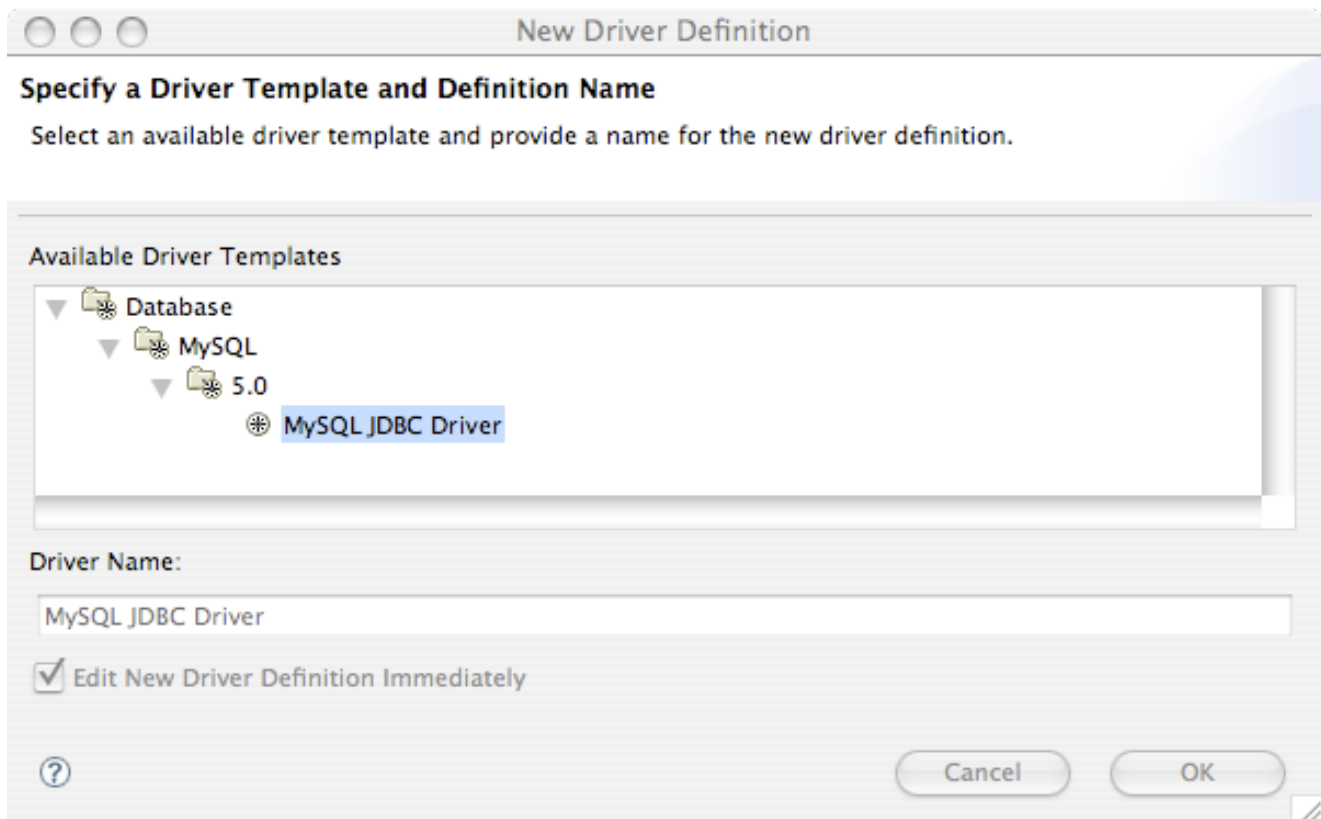 New Driver Definition
Specify a Driver Template and Definition Name
Select an available driver template and provide a name for the new driver definition.
Available Driver Templates
Database
MySQL
5.0
MySQL JDBC Driver
Driver Name:
MySQL JDBC Driver
Edit New Driver Definition Immediately
?
Cancel OK